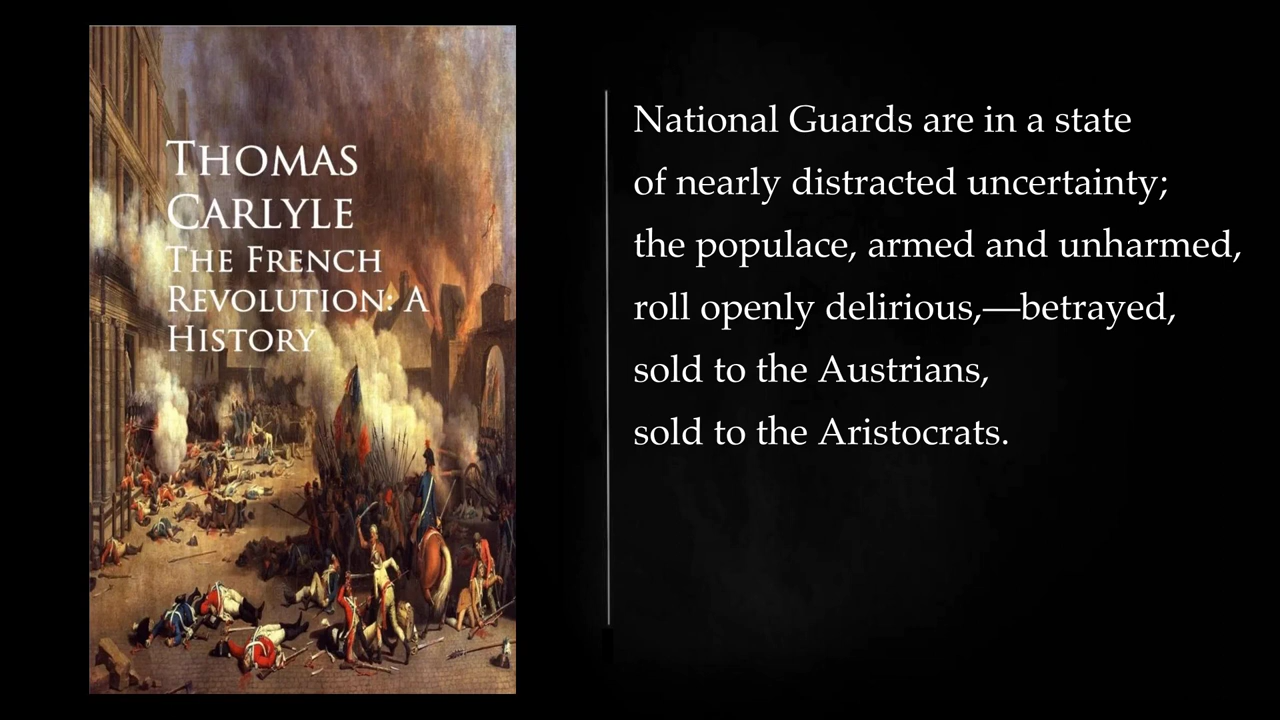 THOMAS
CARLYLE
THE FRENCH
REVOLUTION: A
HISTORY
National Guards are in a state
of nearly distracted uncertainty;
the populace, armed and unharmed,
roll openly delirious,—betrayed,
sold to the Austrians,
sold to the Aristocrats.